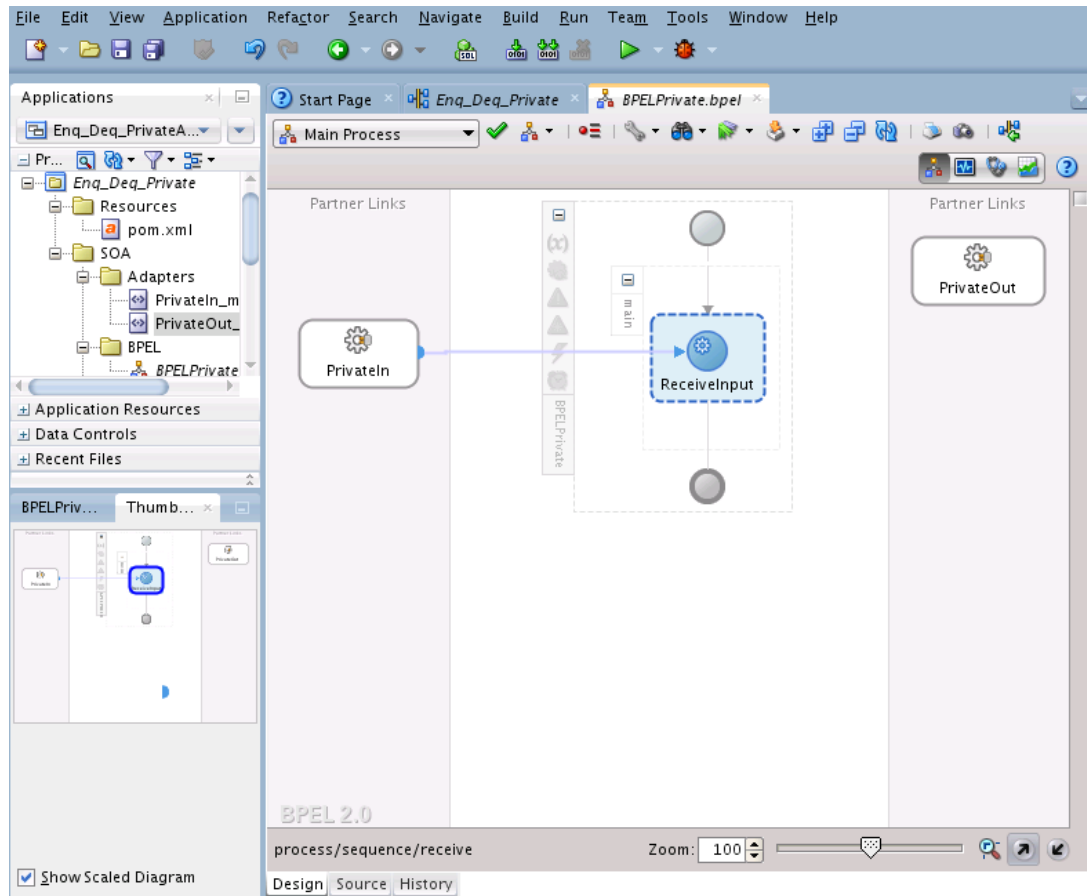 File Edit View Application Refactor Search Navigate Build Run Team Tools Window Help
Applications
Enq_Deq_PrivateA...
Pr...
Enq_Deq_Private
Resources
pom.xml
SOA
Adapters
PrivateIn_m
PrivateOut_
BPEL
BPELPrivate
Application Resources
Data Controls
Recent Files
BPELPriv... Thumb...
Show Scaled Diagram
Start Page Enq_Deq_Private BPELPrivate.bpel
Main Process
Partner Links
PrivateIn
(x)
BPELPrivate
main
ReceiveInput
Partner Links
PrivateOut
BPEL 2.0
process/sequence/receive Zoom: 100
Design Source History